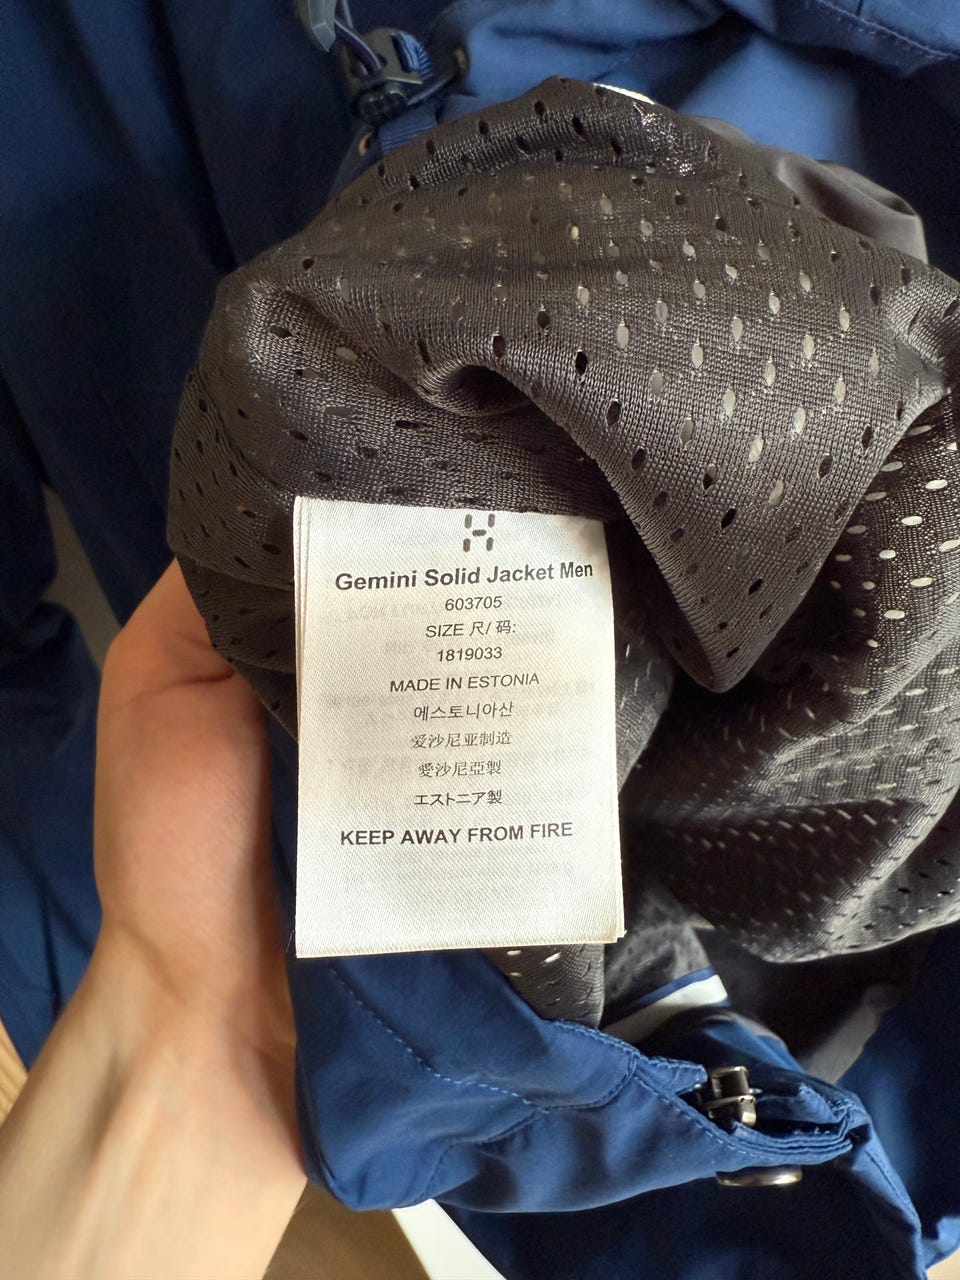 Gemini Solid Jacket Men
603705
SIZE 尺/ 码:
1819033
MADE IN ESTONIA
에스토니아산
爱沙尼亚制造
愛沙尼亞製
エストニア製
KEEP AWAY FROM FIRE